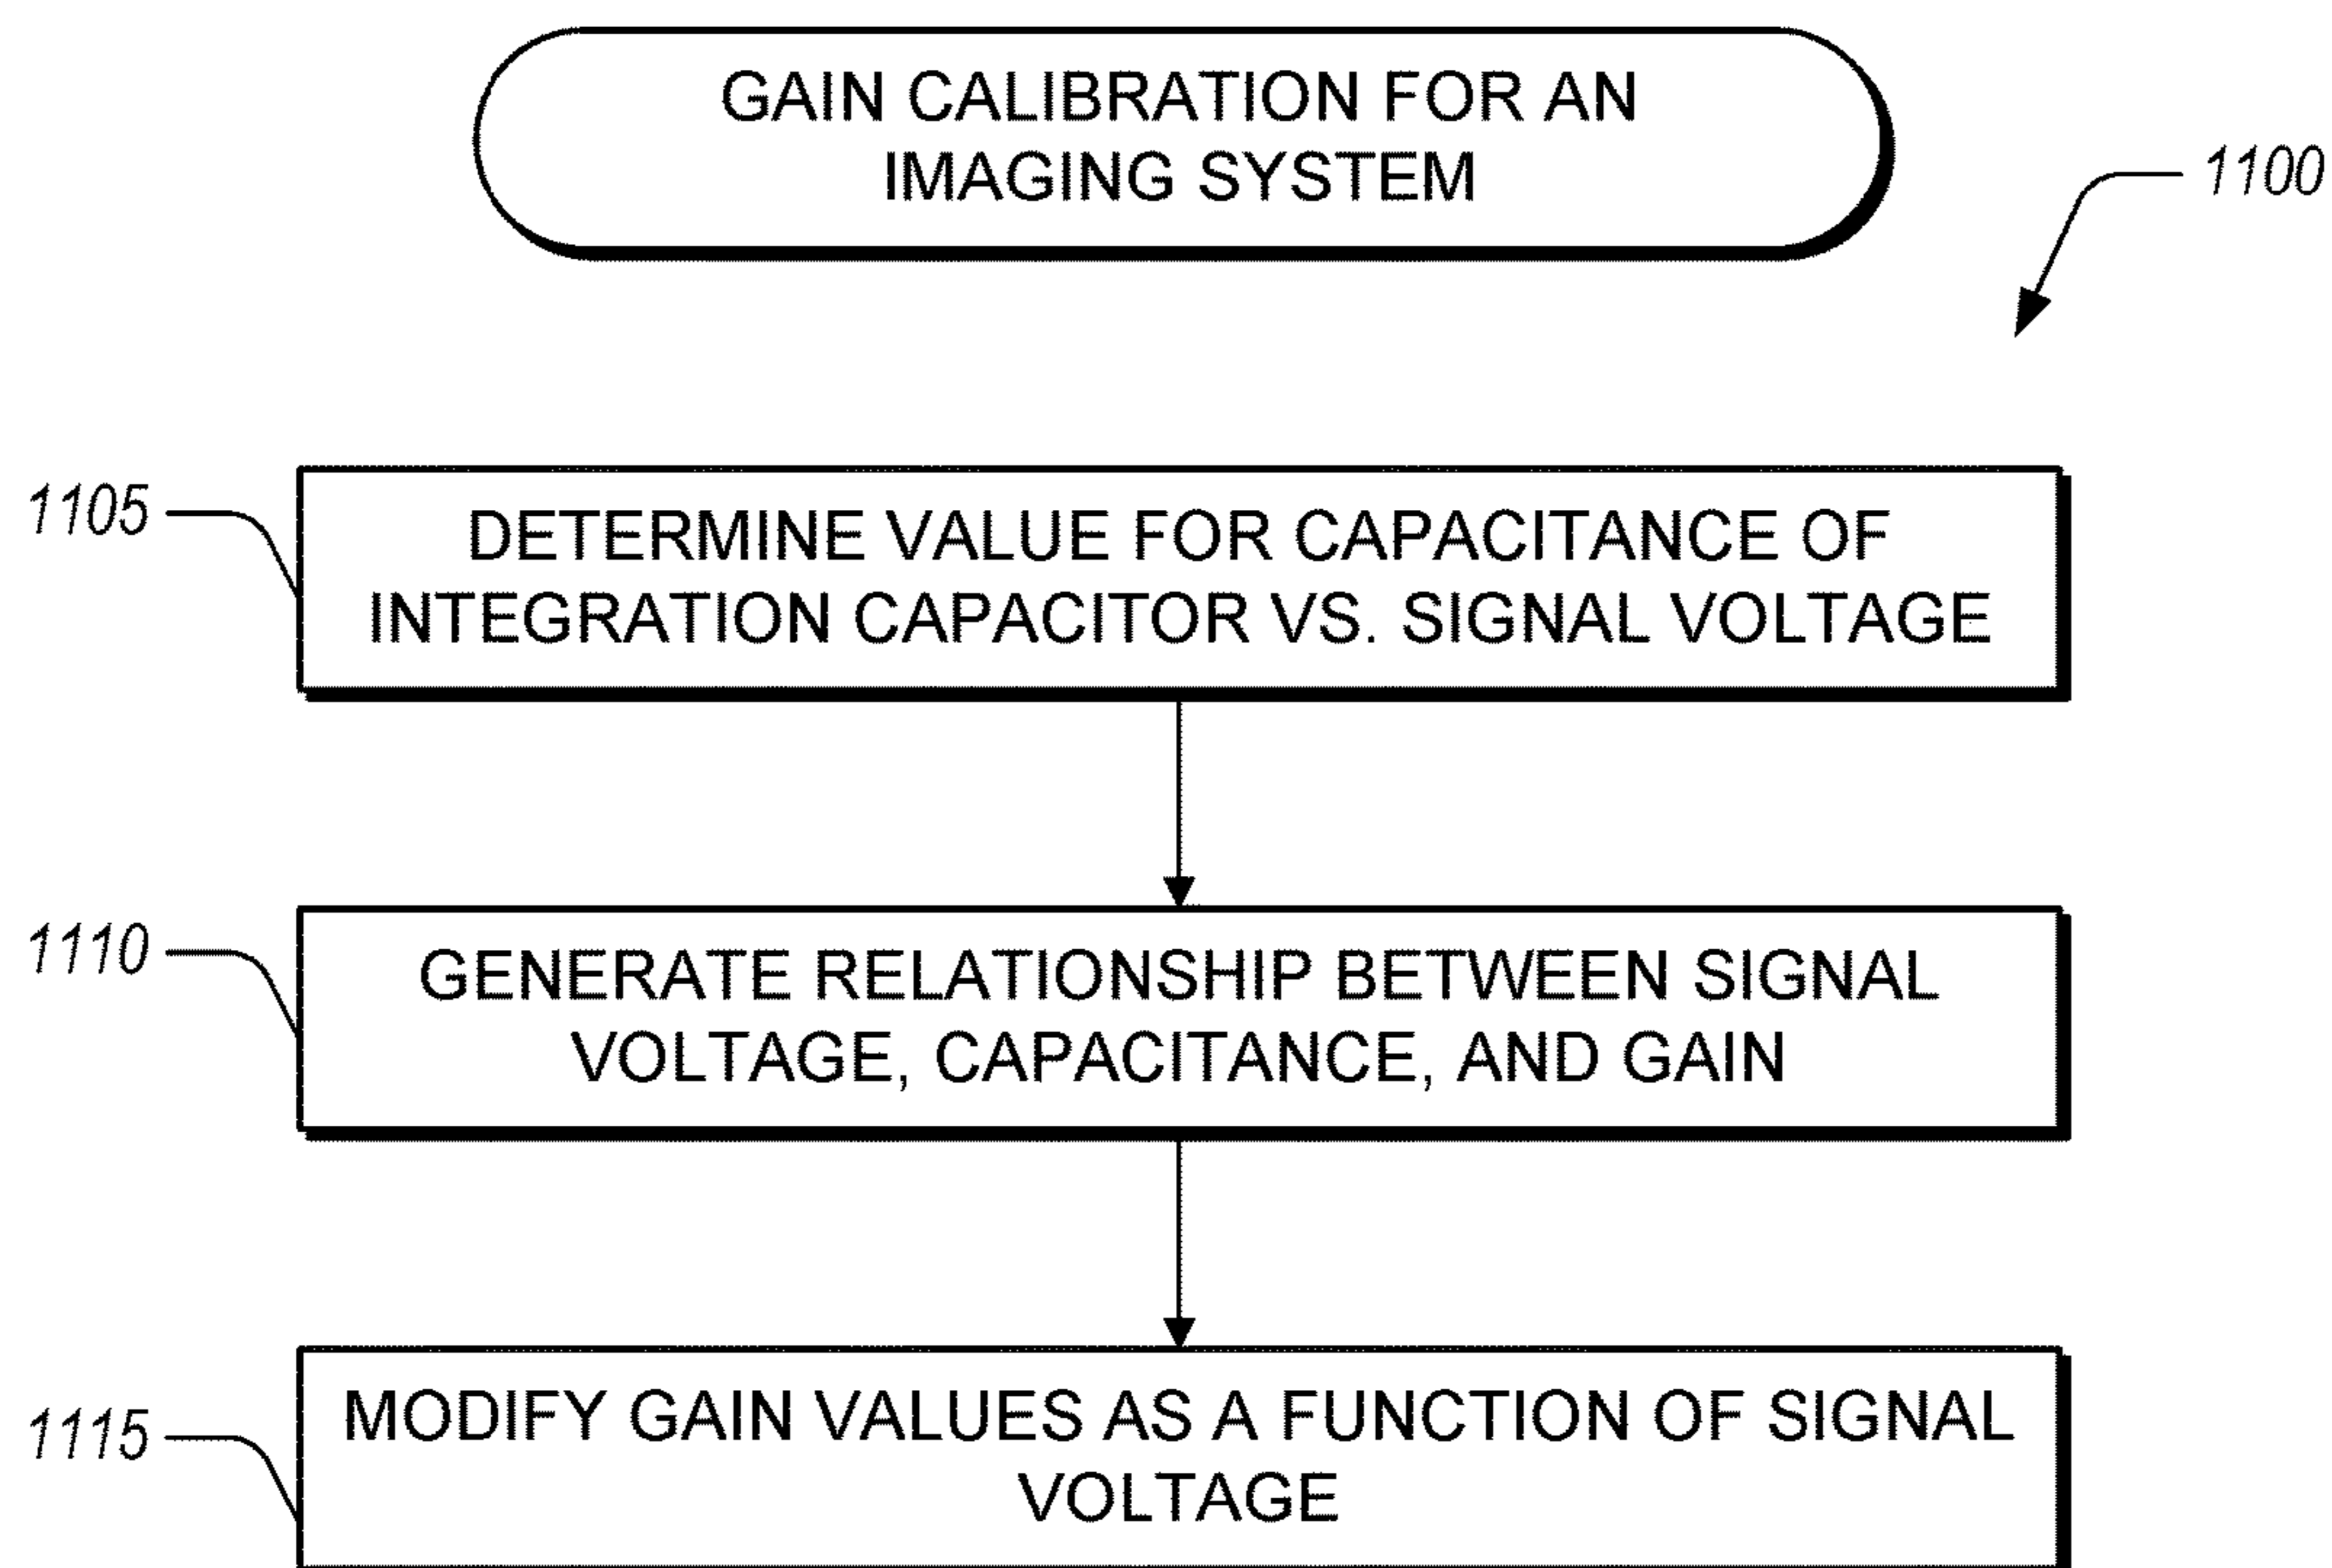 GAIN CALIBRATION FOR AN
IMAGING SYSTEM
1100
1105
DETERMINE VALUE FOR CAPACITANCE OF
INTEGRATION CAPACITOR VS. SIGNAL VOLTAGE
1110
GENERATE RELATIONSHIP BETWEEN SIGNAL
VOLTAGE, CAPACITANCE, AND GAIN
1115
MODIFY GAIN VALUES AS A FUNCTION OF SIGNAL
VOLTAGE